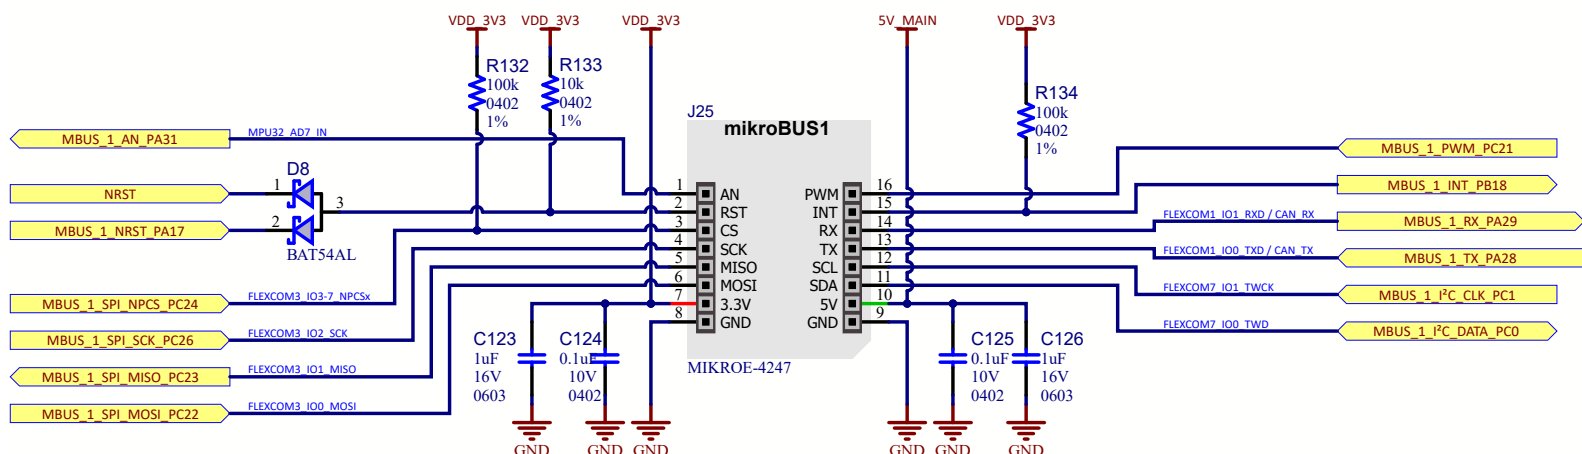 VDD_3V3
VDD_3V3
VDD_3V3
5V_MAIN
VDD_3V3
R132
100k
0402
1%
R133
10k
0402
1%
R134
100k
0402
1%
J25
mikroBUS1
MBUS_1_AN_PA31
MPU32_AD7_IN
D8
1
2
3
BAT54AL
NRST
MBUS_1_NRST_PA17
MBUS_1_SPI_NPCS_PC24
FLEXCOM3_IO3-7_NPCSx
MBUS_1_SPI_SCK_PC26
FLEXCOM3_IO2_SCK
MBUS_1_SPI_MISO_PC23
FLEXCOM3_IO1_MISO
MBUS_1_SPI_MOSI_PC22
FLEXCOM3_IO0_MOSI
1 AN
2 RST
3 CS
4 SCK
5 MISO
6 MOSI
7 3.3V
8 GND
PWM 16
INT 15
RX 14
TX 13
SCL 12
SDA 11
5V 10
GND 9
MIKROE-4247
MBUS_1_PWM_PC21
MBUS_1_INT_PB18
FLEXCOM1_IO1_RXD / CAN_RX
MBUS_1_RX_PA29
FLEXCOM1_IO0_TXD / CAN_TX
MBUS_1_TX_PA28
FLEXCOM7_IO1_TWCK
MBUS_1_I²C_CLK_PC1
FLEXCOM7_IO0_TWD
MBUS_1_I²C_DATA_PC0
C123
1uF
16V
0603
C124
0.1uF
10V
0402
C125
0.1uF
10V
0402
C126
1uF
16V
0603
GND
GND
GND
GND
GND
GND